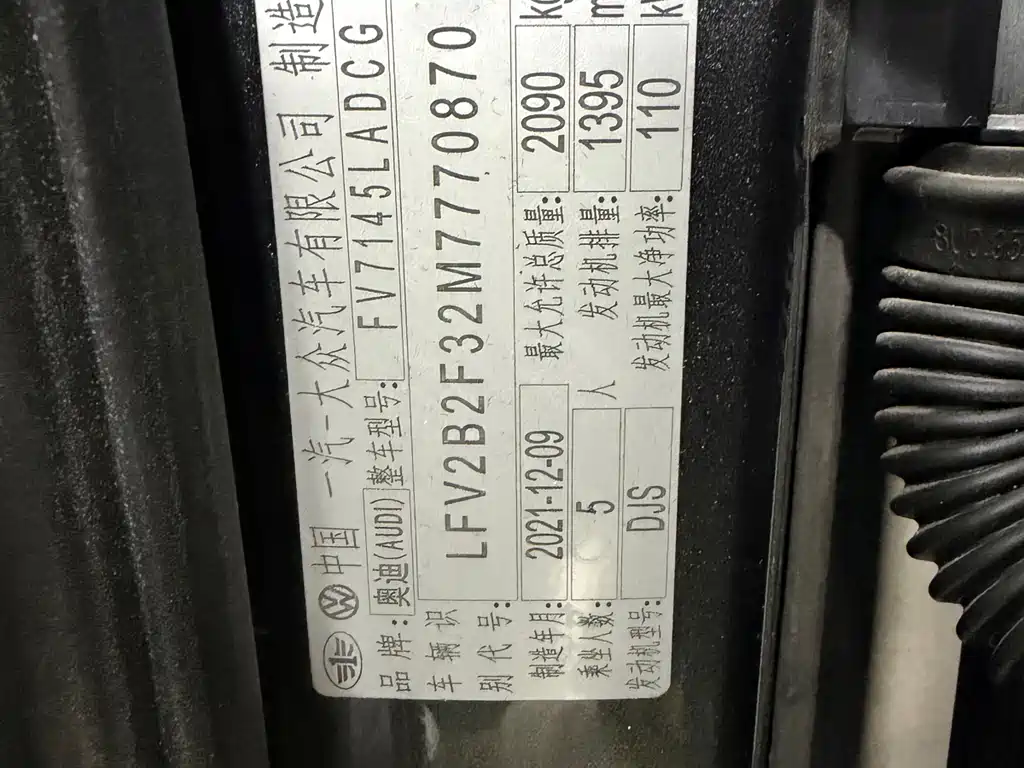 中国 一汽-大众汽车有限公司 制造
品牌: 奥迪(AUDI) 整车型号: FV7145LADCG
车辆识别代号: LFV2B2F32M7770870
制造年月: 2021-12-09 最大允许总质量: 2090 kg
乘坐人数: 5 人 发动机排量: 1395 m
发动机型号: DJS 发动机最大净功率: 110 k